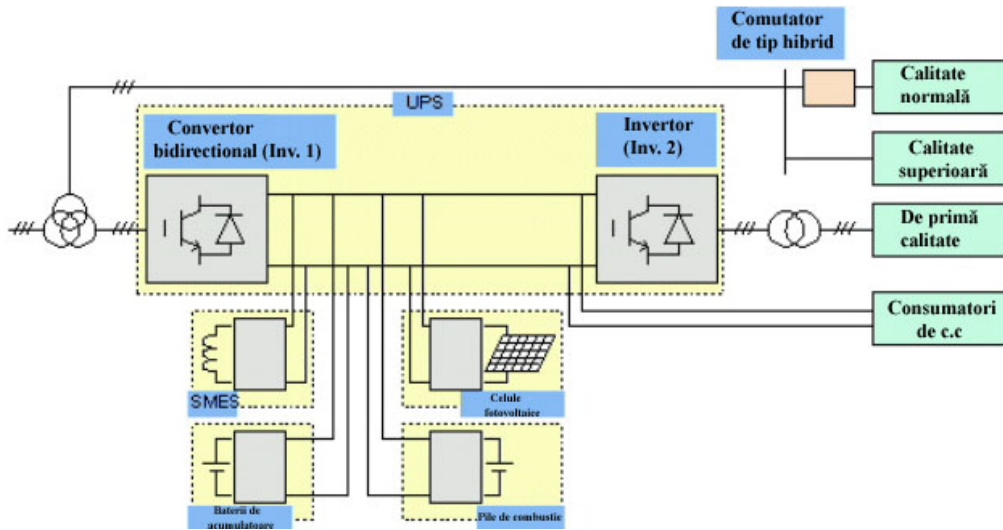 Comutator
de tip hibrid
Calitate
normală
UPS
Convertor
bidirectional (Inv. 1)
Invertor
(Inv. 2)
Calitate
superioară
De primă
calitate
Consumatori
de c.c
SMES
Celule
fotovoltaice
Baterii de
acumulatoare
Pile de combustie